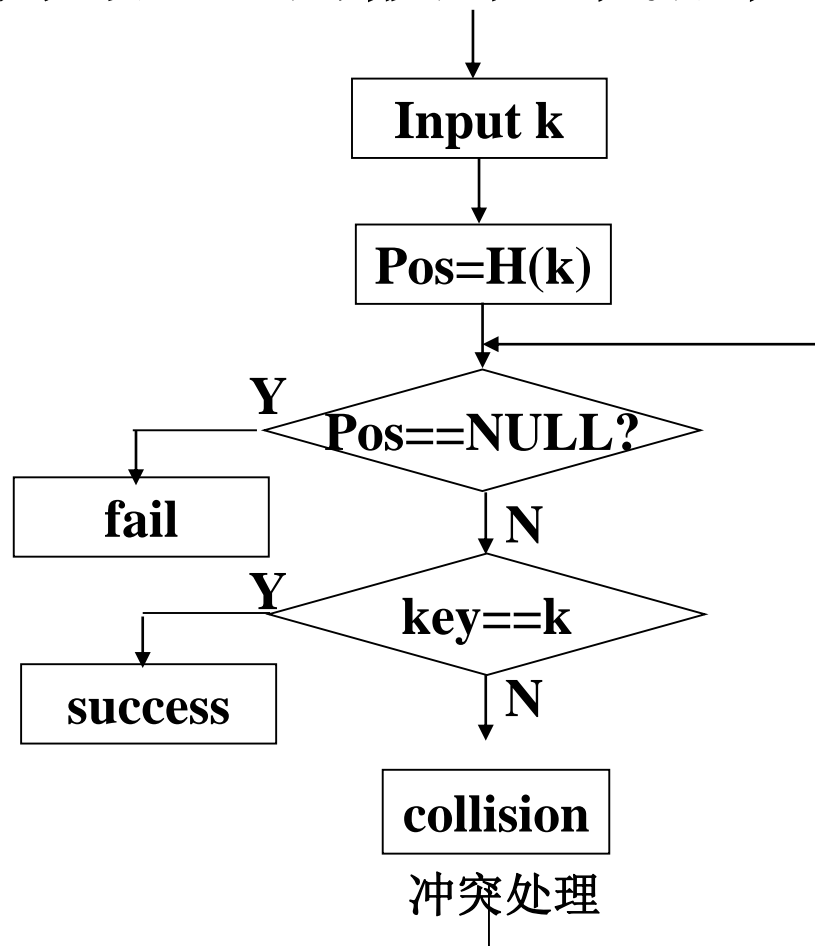 Input k
Pos=H(k)
Y
Pos==NULL?
fail
N
Y
key==k
success
N
collision
冲突处理